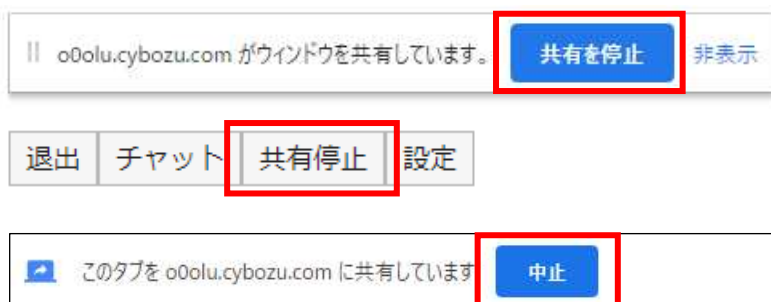 o0olu.cybozu.com がウィンドウを共有しています。 共有を停止 非表示
退出 チャット 共有停止 設定
このタブを o0olu.cybozu.com に共有しています 中止